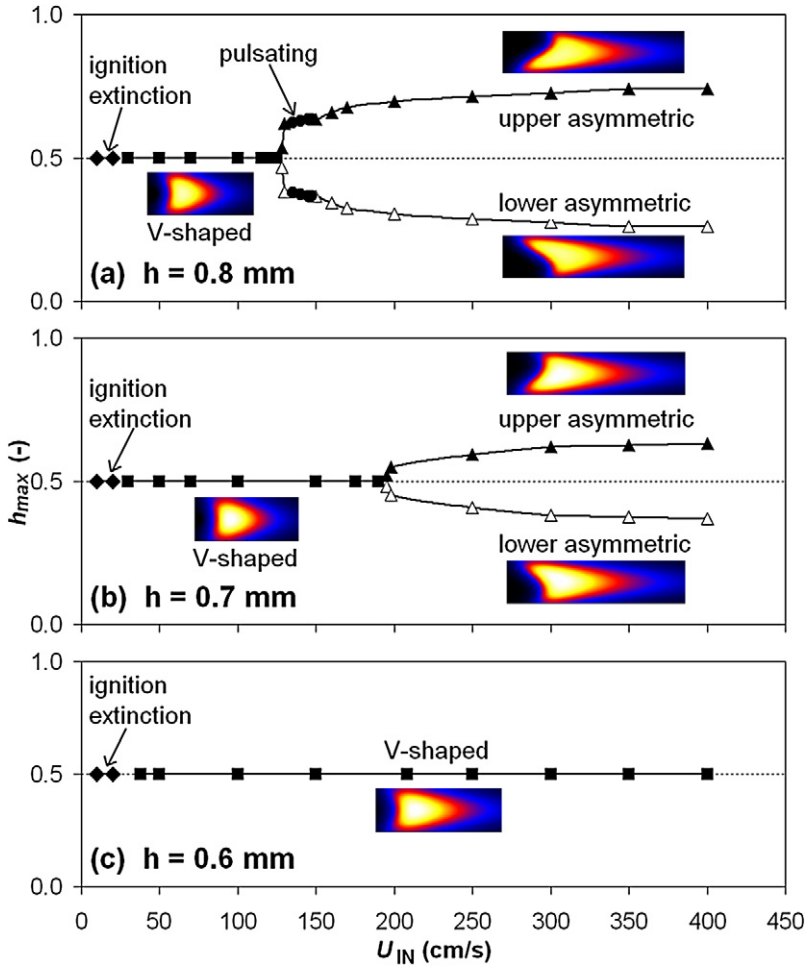 1.0
pulsating
ignition
extinction
upper asymmetric
0.5
lower asymmetric
V-shaped
(a) h = 0.8 mm
0.0
1.0
ignition
extinction
upper asymmetric
0.5
V-shaped
lower asymmetric
(b) h = 0.7 mm
0.0
h_max (-)
1.0
ignition
extinction
V-shaped
0.5
(c) h = 0.6 mm
0.0
0 50 100 150 200 250 300 350 400 450
U_IN (cm/s)